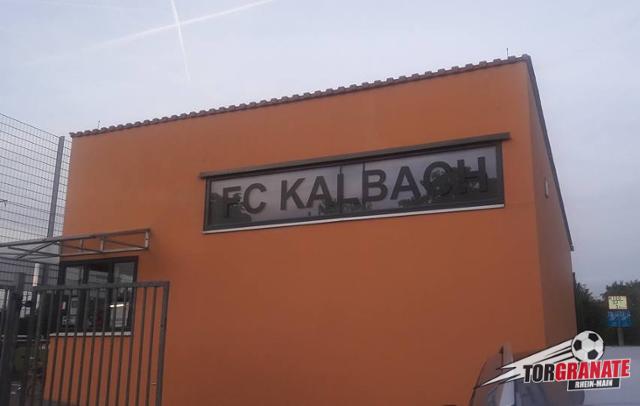 FC KALBACH
TORGRANATE
RHEIN-MAIN